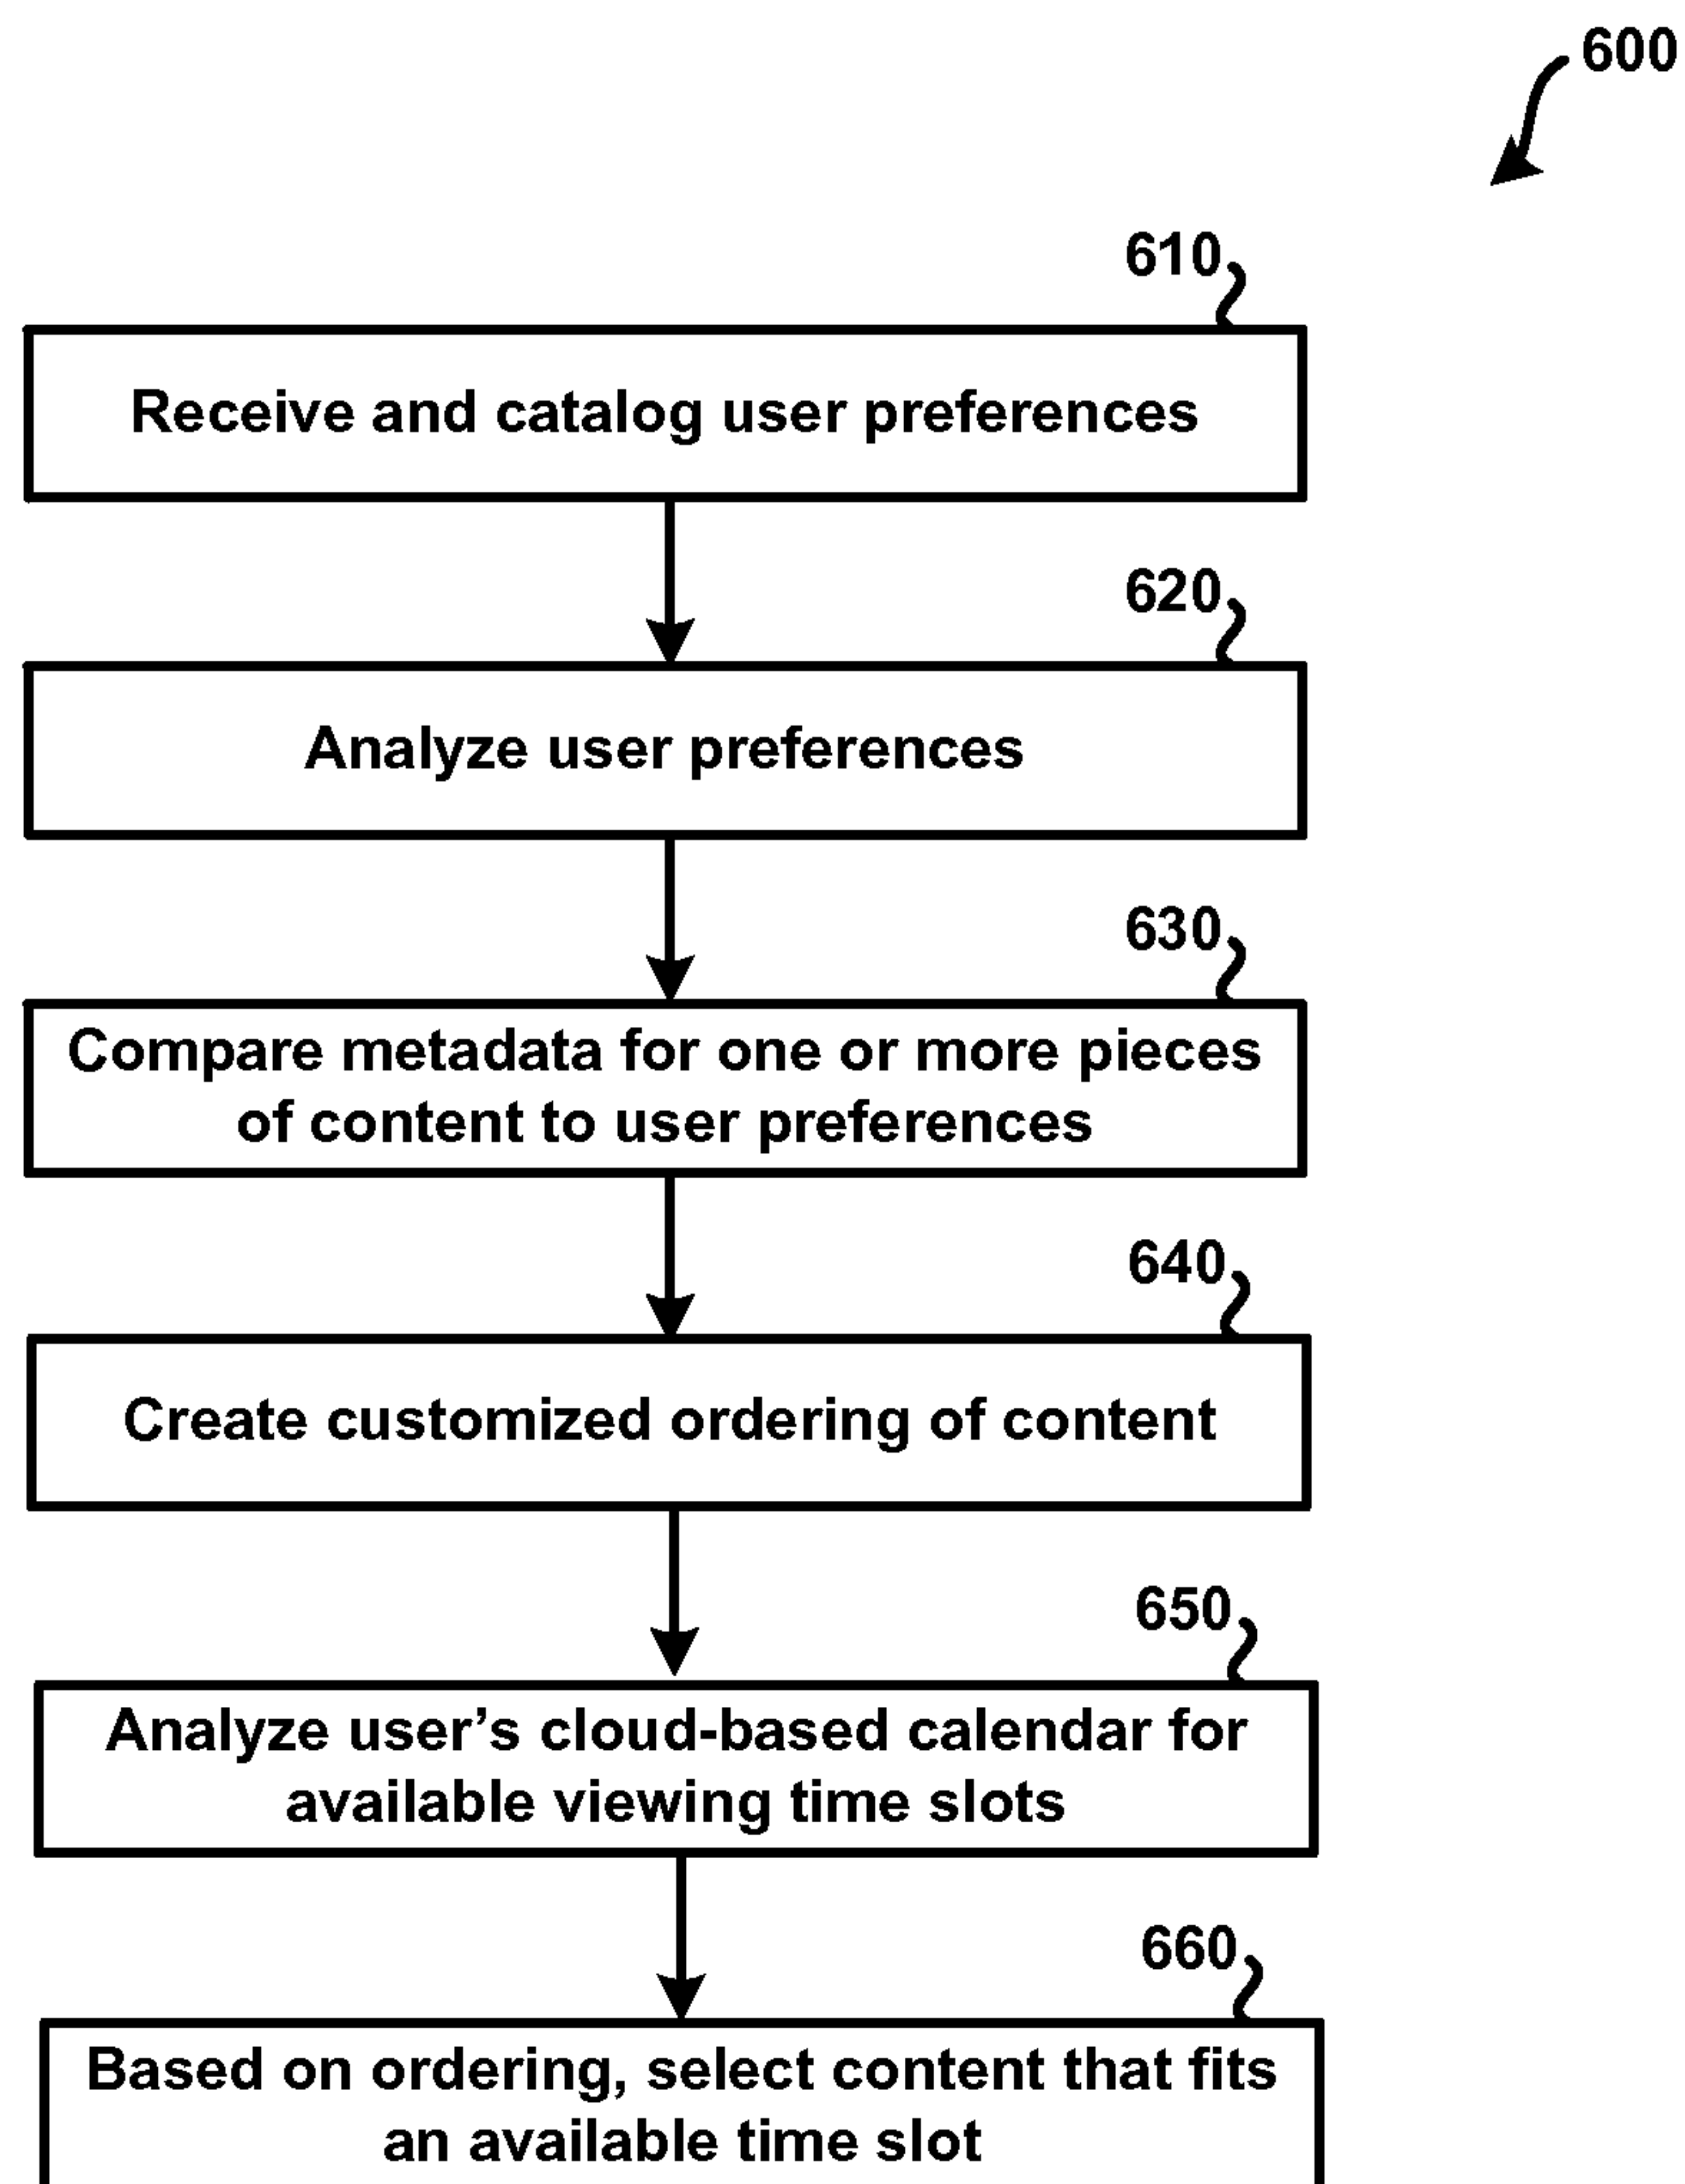 600
610
Receive and catalog user preferences
620
Analyze user preferences
630
Compare metadata for one or more pieces
of content to user preferences
640
Create customized ordering of content
650
Analyze user’s cloud-based calendar for
available viewing time slots
660
Based on ordering, select content that fits
an available time slot